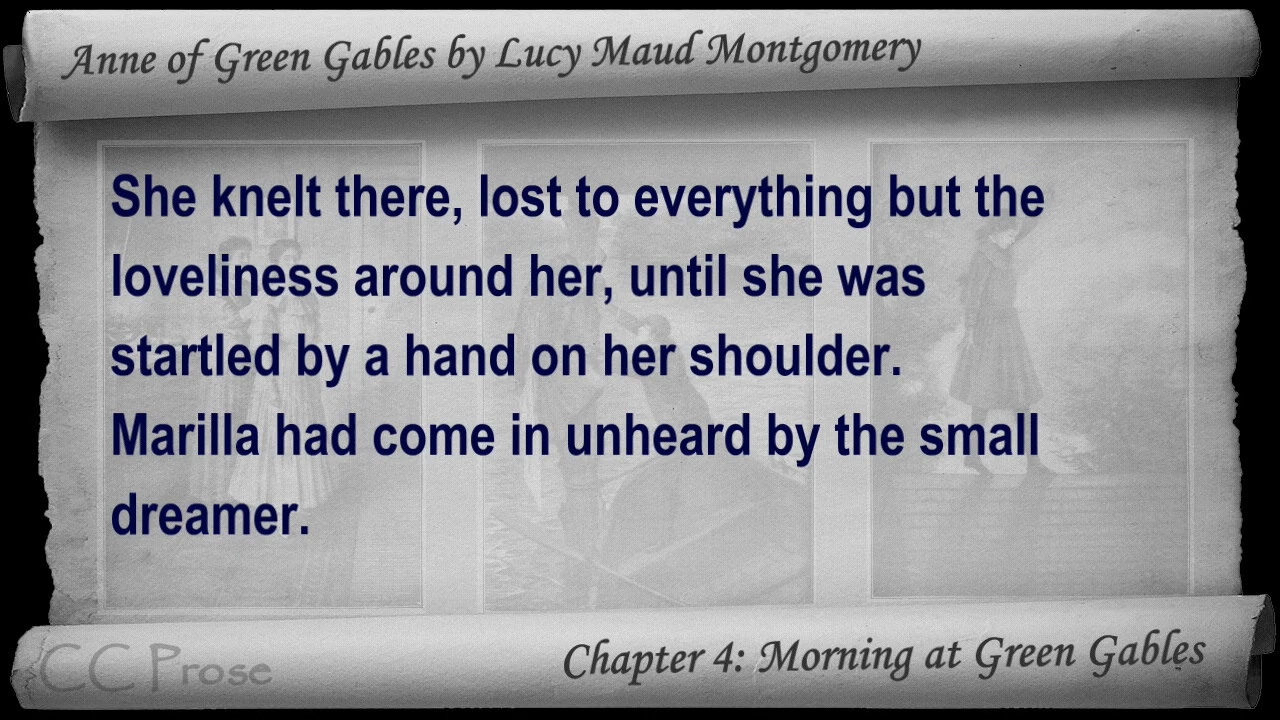 Anne of Green Gables by Lucy Maud Montgomery
She knelt there, lost to everything but the
loveliness around her, until she was
startled by a hand on her shoulder.
Marilla had come in unheard by the small
dreamer.
CC Prose
Chapter 4: Morning at Green Gables